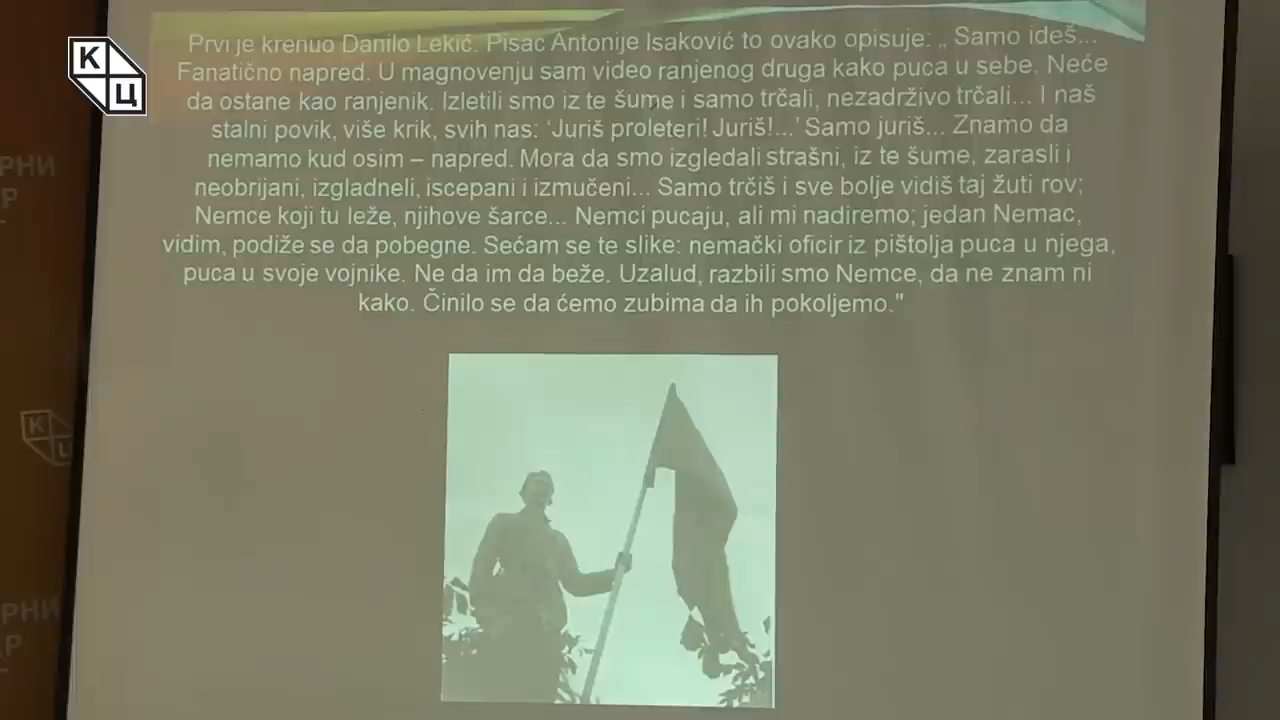 К
Ц
Prvi je krenuo Danilo Lekić. Pisac Antonije Isaković to ovako opisuje: „ Samo ideš...
Fanatično napred. U magnovenju sam video ranjenog druga kako puca u sebe. Neće
da ostane kao ranjenik. Izletili smo iz te šume i samo trčali, nezadrživo trčali... I naš
stalni povik, više krik, svih nas: ‘Juriš proleteri! Juriš!...’ Samo juriš... Znamo da
nemamo kud osim – napred. Mora da smo izgledali strašni, iz te šume, zarasli i
neobrijani, izgladneli, iscepani i izmučeni... Samo trčiš i sve bolje vidiš taj žuti rov;
Nemce koji tu leže, njihove šarce... Nemci pucaju, ali mi nadiremo; jedan Nemac,
vidim, podiže se da pobegne. Sećam se te slike: nemački oficir iz pištolja puca u njega,
puca u svoje vojnike. Ne da im da beže. Uzalud, razbili smo Nemce, da ne znam ni
kako. Činilo se da ćemo zubima da ih pokoljemo."
РНИ
Р
К
Ц
РНИ
Р